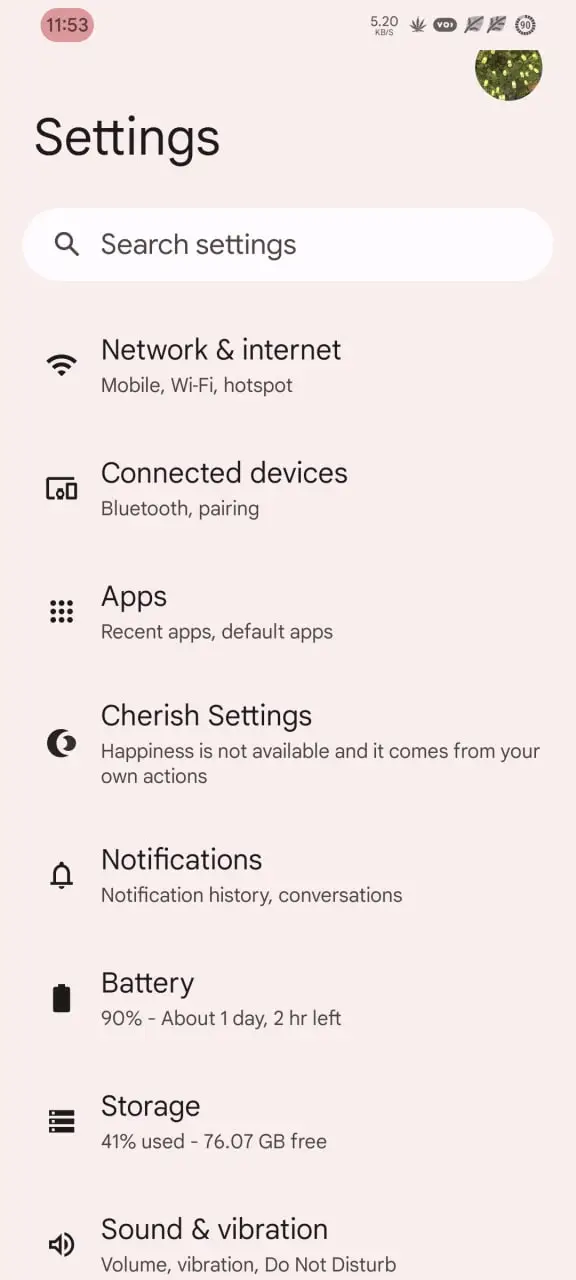 11:53
5.20
KB/S
VO
90
Settings
Search settings
Network & internet
Mobile, Wi-Fi, hotspot
Connected devices
Bluetooth, pairing
Apps
Recent apps, default apps
Cherish Settings
Happiness is not available and it comes from your
own actions
Notifications
Notification history, conversations
Battery
90% - About 1 day, 2 hr left
Storage
41% used - 76.07 GB free
Sound & vibration
Volume, vibration, Do Not Disturb